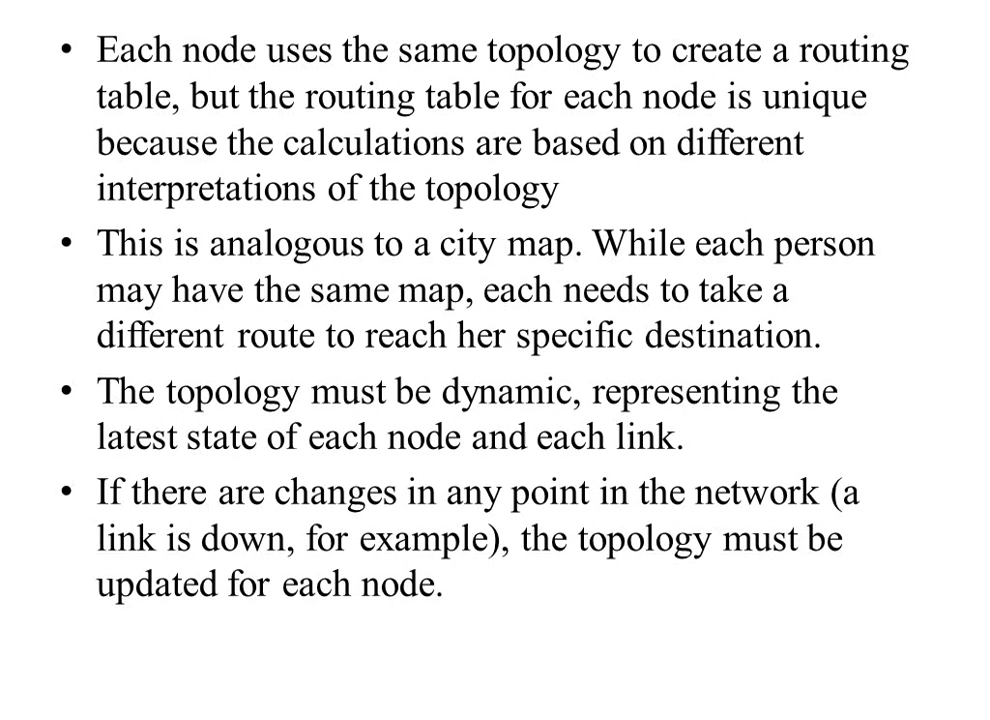 • Each node uses the same topology to create a routing
table, but the routing table for each node is unique
because the calculations are based on different
interpretations of the topology
• This is analogous to a city map. While each person
may have the same map, each needs to take a
different route to reach her specific destination.
• The topology must be dynamic, representing the
latest state of each node and each link.
• If there are changes in any point in the network (a
link is down, for example), the topology must be
updated for each node.